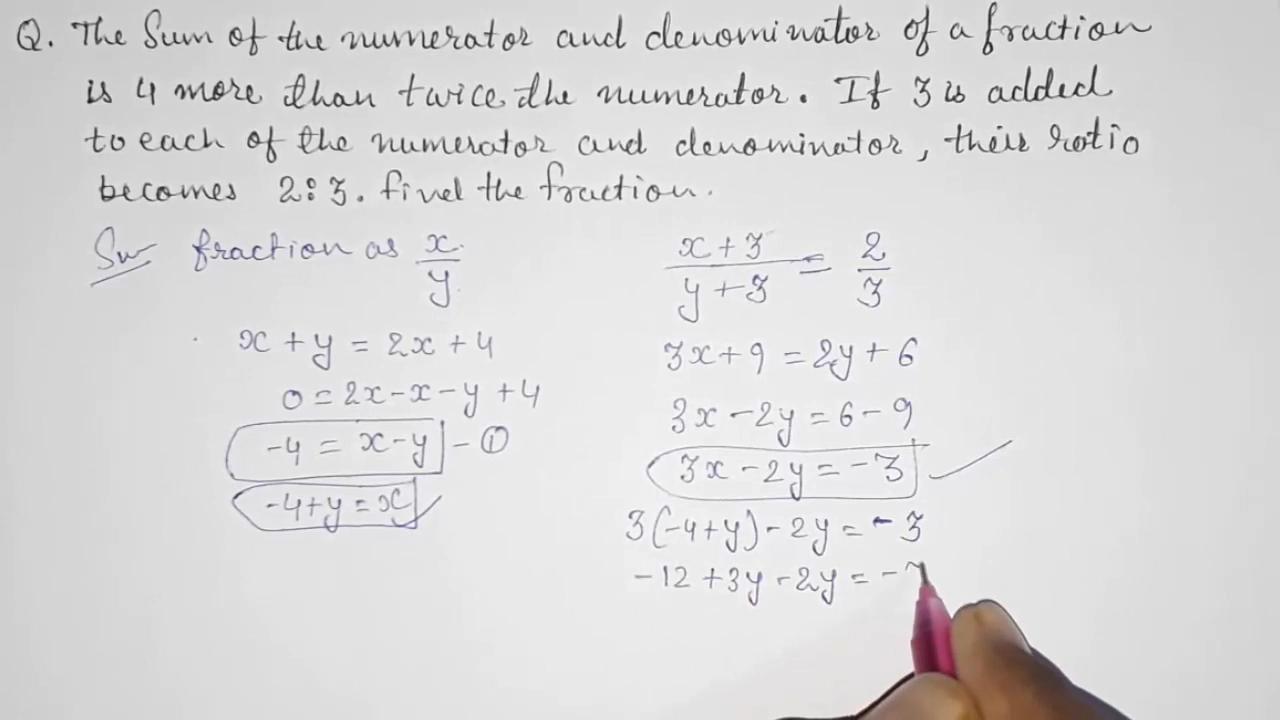 Q. The Sum of the numerator and denominator of a fraction
is 4 more than twice the numerator. If 3 is added
to each of the numerator and denominator, their ratio
becomes 2:3. find the fraction.
fraction as x/y
x + y = 2x + 4
0 = 2x - x - y + 4
-4 = x - y - ①
-4 + y = x
x + 3 / y + 3 = 2 / 3
3x + 9 = 2y + 6
3x - 2y = 6 - 9
3x - 2y = -3
3(-4 + y) - 2y = -3
-12 + 3y - 2y = -